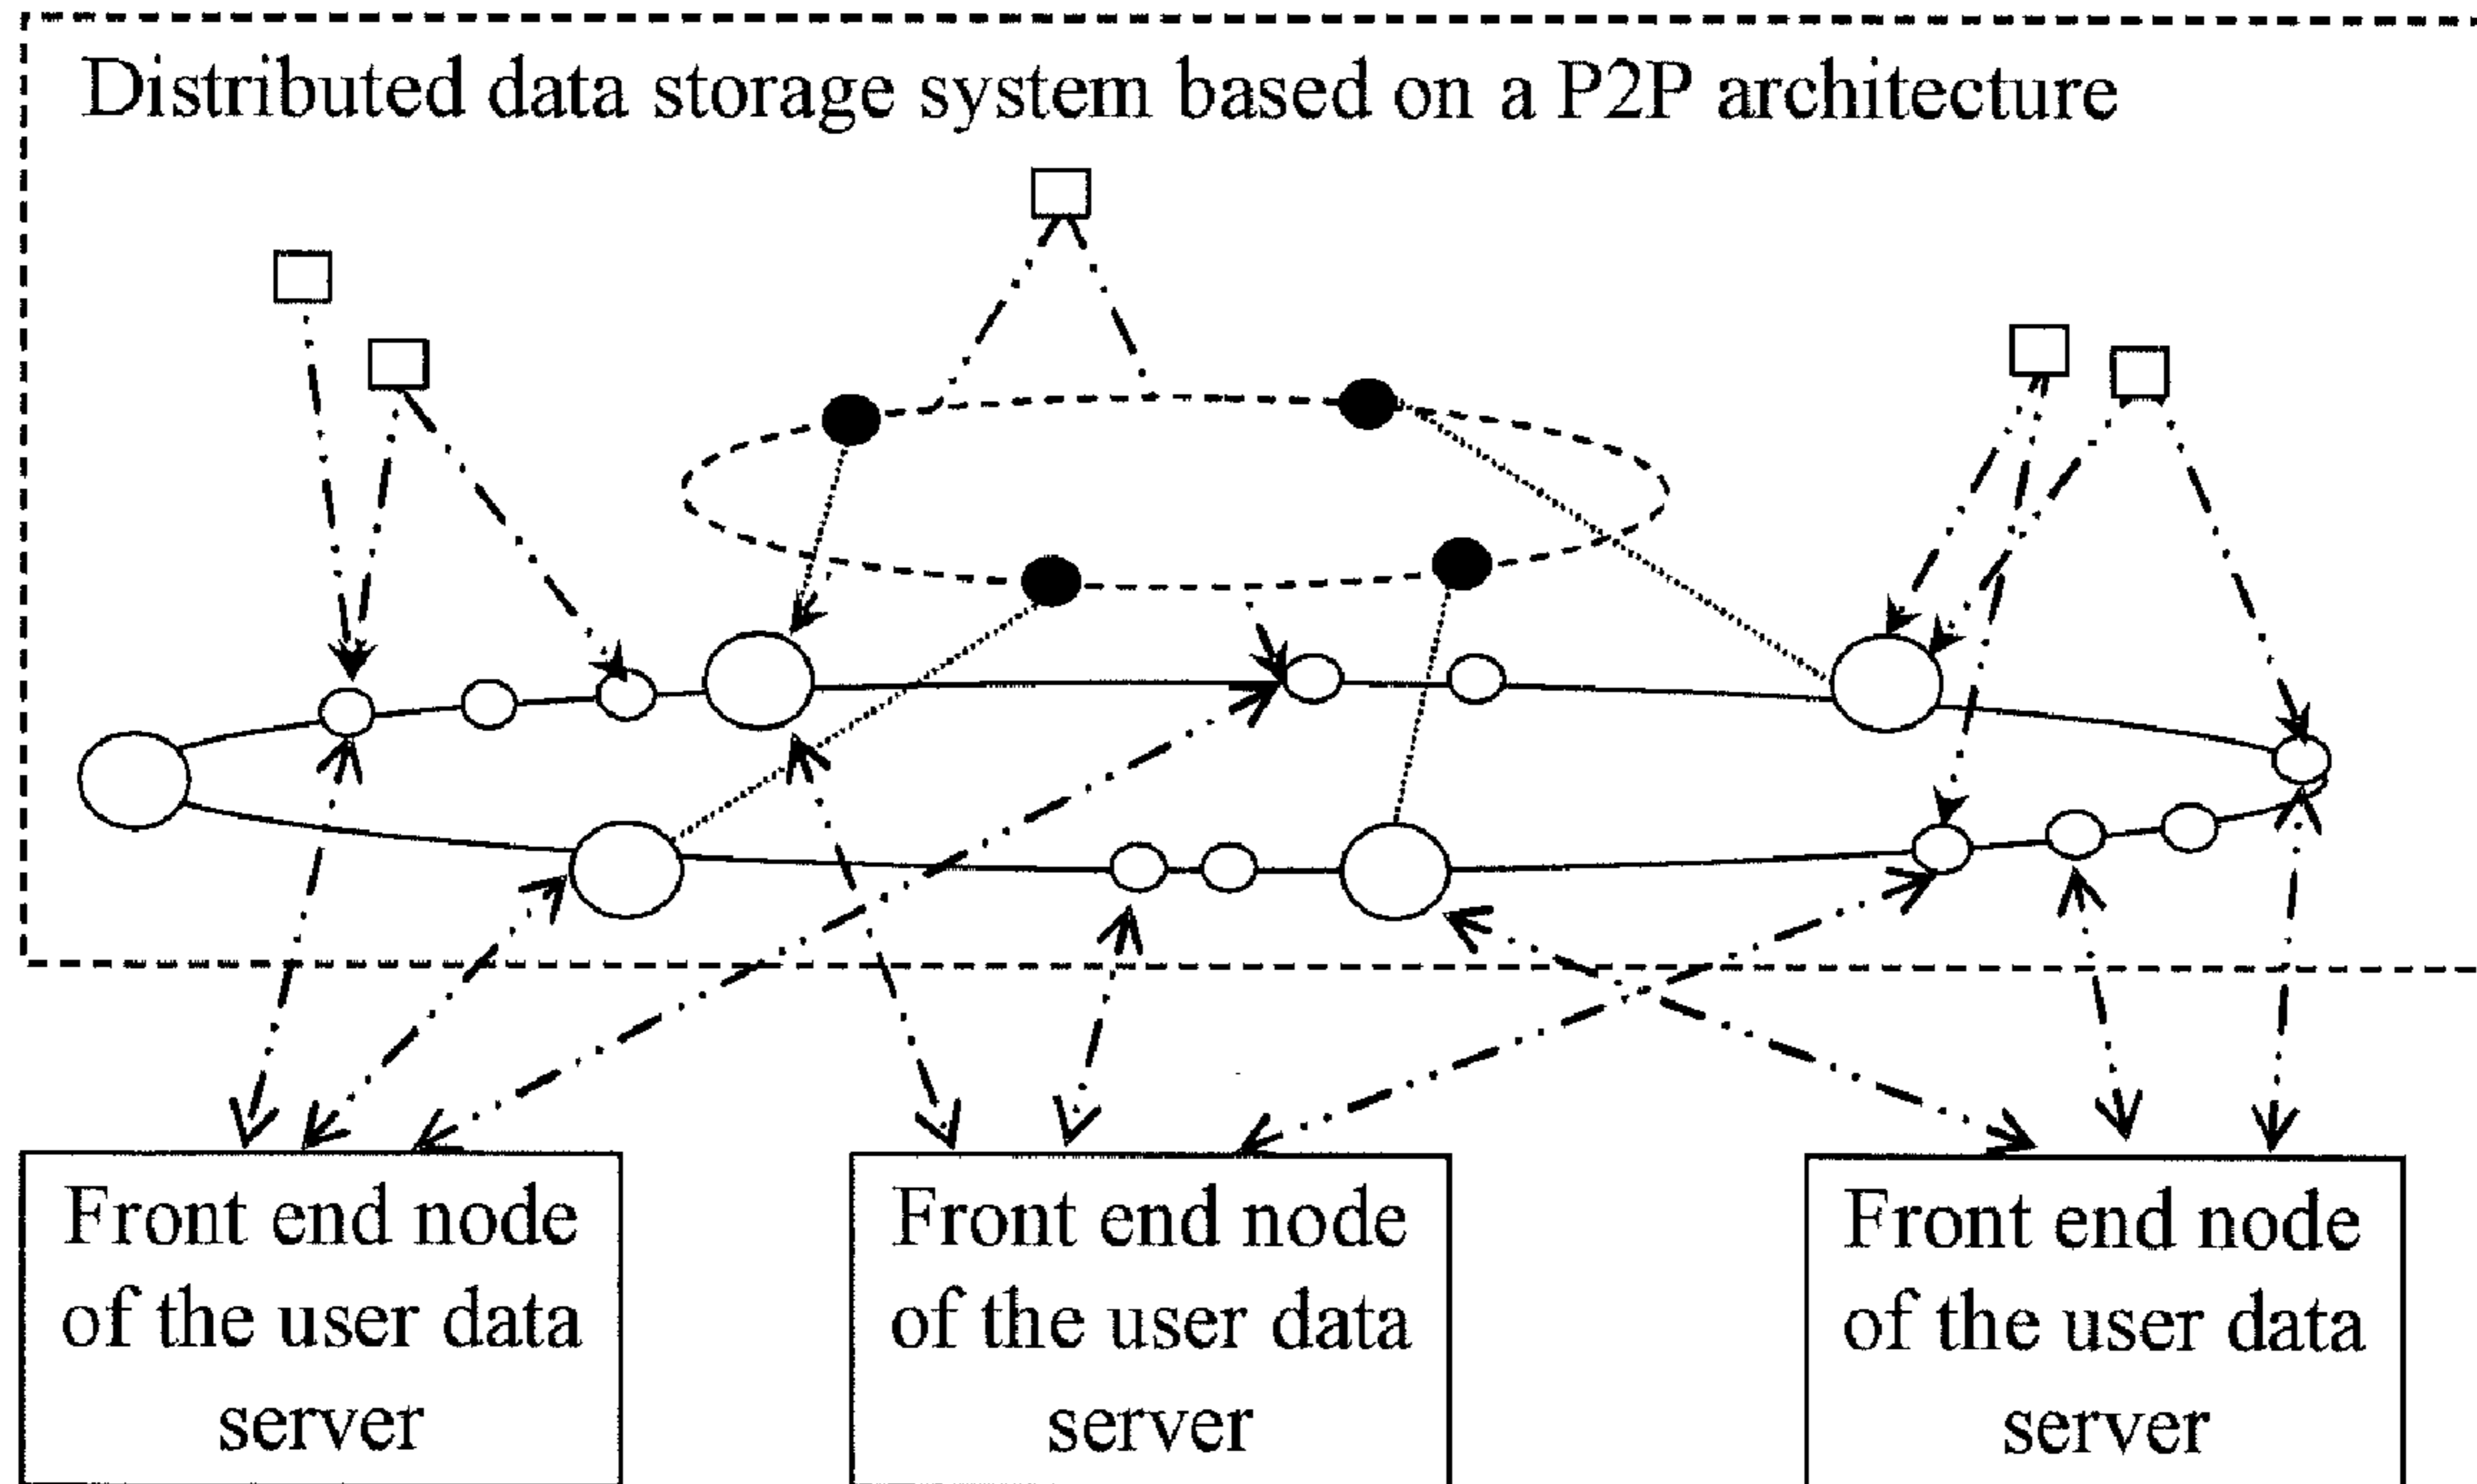 Distributed data storage system based on a P2P architecture
Front end node
of the user data
server
Front end node
of the user data
server
Front end node
of the user data
server